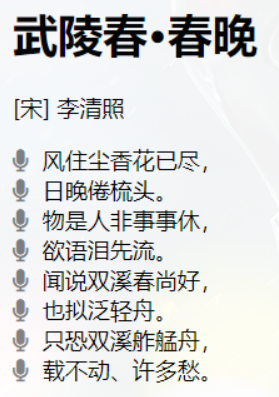 武陵春•春晚
[宋] 李清照
风住尘香花已尽，
日晚倦梳头。
物是人非事事休，
欲语泪先流。
闻说双溪春尚好，
也拟泛轻舟。
只恐双溪舴艋舟，
载不动、许多愁。